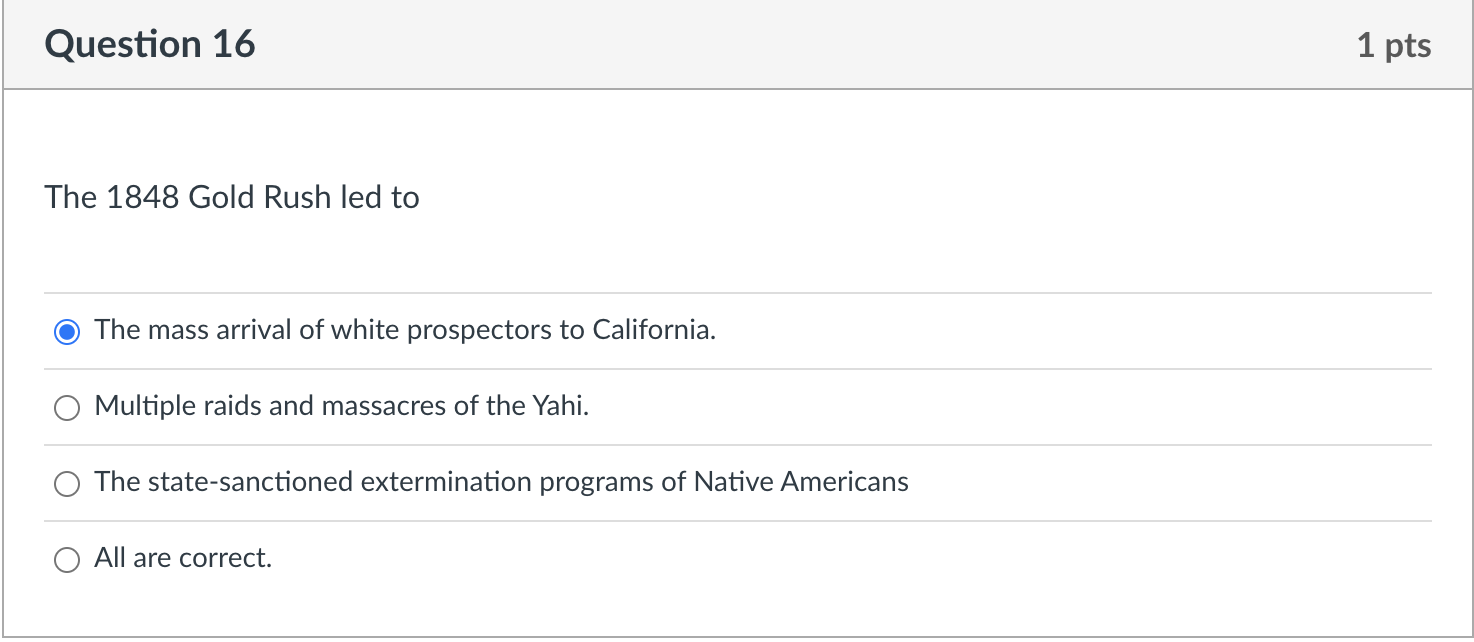 Question 16
1 pts
The 1848 Gold Rush led to
The mass arrival of white prospectors to California.
Multiple raids and massacres of the Yahi.
The state-sanctioned extermination programs of Native Americans
All are correct.